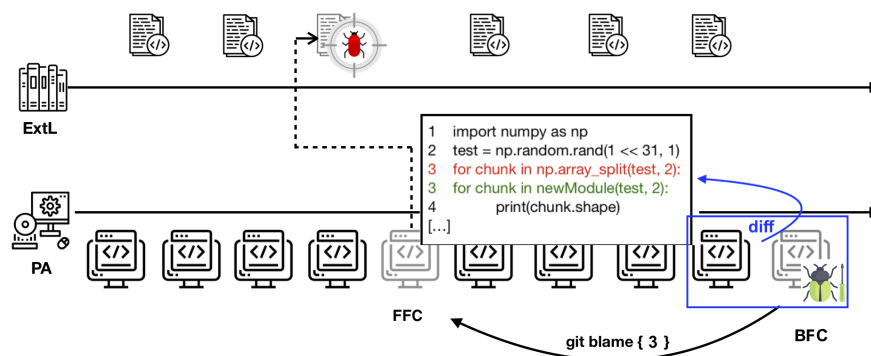 ExtL
1 import numpy as np
2 test = np.random.rand(1 << 31, 1)
3 for chunk in np.array_split(test, 2):
3 for chunk in newModule(test, 2):
4 print(chunk.shape)
[...]
diff
PA
FFC
BFC
git blame { 3 }